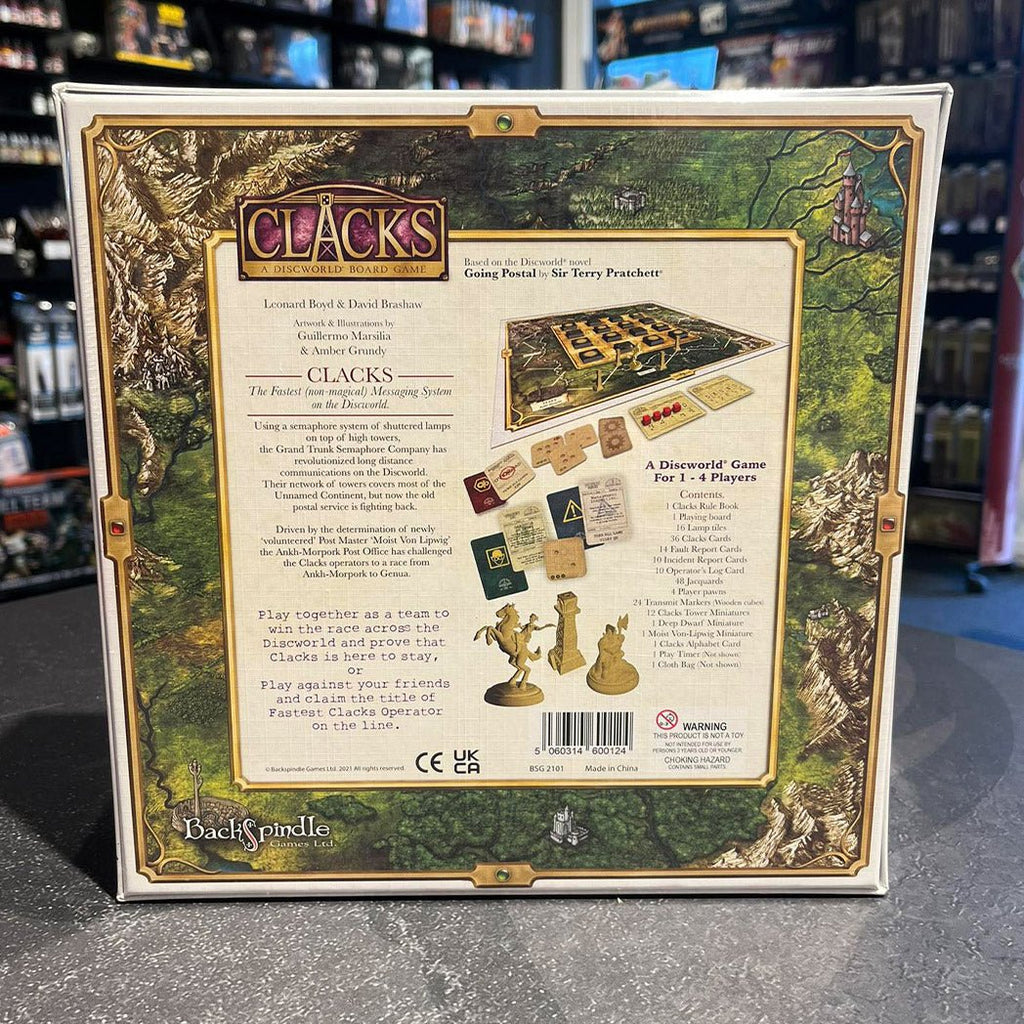 CLACKS
A DISCWORLD BOARD GAME
Based on the Discworld® novel
Going Postal by Sir Terry Pratchett®
Leonard Boyd & David Brashaw
Artwork & Illustrations by
Guillermo Marsilia
& Amber Grundy
CLACKS
The Fastest (non-magical) Messaging System
on the Discworld.
Using a semaphore system of shuttered lamps
on top of high towers,
the Grand Trunk Semaphore Company has
revolutionized long distance
communications on the Discworld.
Their network of towers covers most of the
Unnamed Continent, but now the old
postal service is fighting back.
Driven by the determination of newly
'volunteered' Post Master 'Moist Von Lipwig'
the Ankh-Morpork Post Office has challenged
the Clacks operators to a race from
Ankh-Morpork to Genua.
Play together as a team to
win the race across the
Discworld and prove that
Clacks is here to stay,
or
Play against your friends
and claim the title of
Fastest Clacks Operator
on the line.
A Discworld® Game
For 1 - 4 Players
Contents.
1 Clacks Rule Book
1 Playing board
16 Lamp tiles
36 Clacks Cards
14 Fault Report Cards
10 Incident Report Cards
10 Operator's Log Card
48 Jacquards
4 Player pawns
24 Transmit Markers (Wooden cubes)
12 Clacks Tower Miniatures
1 Deep Dwarf Miniature
1 Moist Von-Lipwig Miniature
1 Clacks Alphabet Card
1 Play Timer (Not shown)
1 Cloth Bag (Not shown)
© Backspindle Games Ltd. 2021 All rights reserved.
CE UK CA
5 060314 600124
BSG 2101 Made in China
WARNING
THIS PRODUCT IS NOT A TOY
NOT INTENDED FOR USE BY
PERSONS 3 YEARS OLD OR YOUNGER.
CHOKING HAZARD
CONTAINS SMALL PARTS.
BackSpindle
Games Ltd.